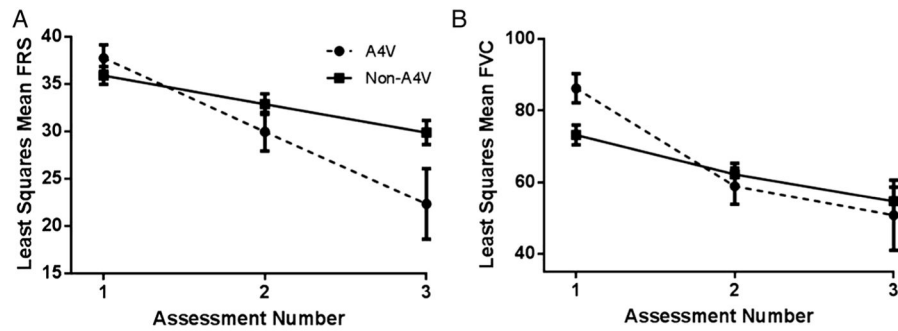 A
Least Squares Mean FRS
40
35
30
25
20
15
A4V
Non-A4V
1 2 3
Assessment Number
B
Least Squares Mean FVC
100
80
60
40
1 2 3
Assessment Number